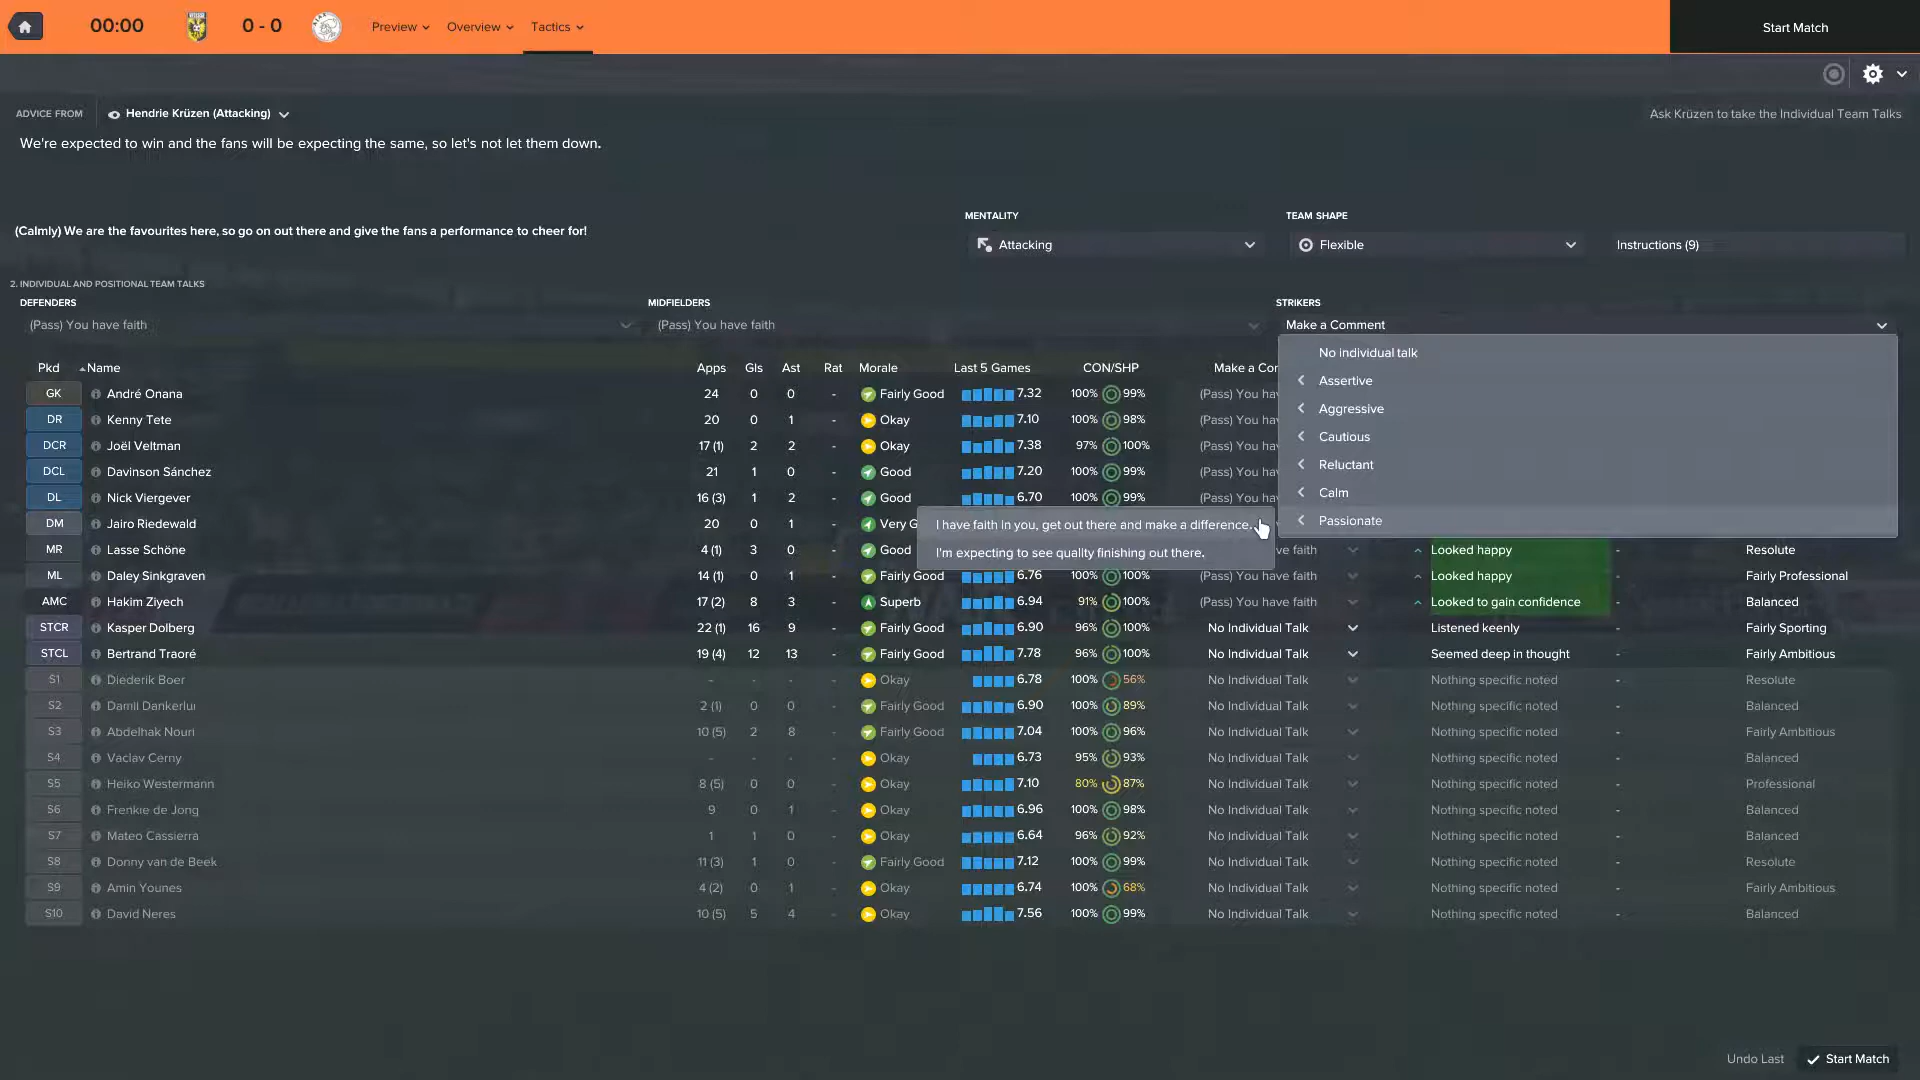 00:00 0 - 0 Preview Overview Tactics Start Match
ADVICE FROM Hendrie Krüzen (Attacking) Ask Krüzen to take the Individual Team Talks
We're expected to win and the fans will be expecting the same, so let's not let them down.
MENTALITY TEAM SHAPE
(Calmly) We are the favourites here, so go on out there and give the fans a performance to cheer for!
Attacking Flexible Instructions (9)
2. INDIVIDUAL AND POSITIONAL TEAM TALKS
DEFENDERS MIDFIELDERS STRIKERS
(Pass) You have faith (Pass) You have faith Make a Comment
No individual talk
Assertive
Aggressive
Cautious
Reluctant
Calm
Passionate
I have faith in you, get out there and make a difference.
I'm expecting to see quality finishing out there.
Pkd Name Apps Gls Ast Rat Morale Last 5 Games CON/SHP Make a Cor
GK André Onana 24 0 0 - Fairly Good 7.32 100% 99% (Pass) You hav
DR Kenny Tete 20 0 1 - Okay 7.10 100% 98% (Pass) You hav
DCR Joël Veltman 17 (1) 2 2 - Okay 7.38 97% 100% (Pass) You hav
DCL Davinson Sánchez 21 1 0 - Good 7.20 100% 99% (Pass) You hav
DL Nick Viergever 16 (3) 1 2 - Good 6.70 100% 99% (Pass) You hav
DM Jairo Riedewald 20 0 1 - Very G
MR Lasse Schöne 4 (1) 3 0 - Good ve faith Looked happy Resolute
ML Daley Sinkgraven 14 (1) 0 1 - Fairly Good 6.76 100% 100% (Pass) You have faith Looked happy - Fairly Professional
AMC Hakim Ziyech 17 (2) 8 3 - Superb 6.94 91% 100% (Pass) You have faith Looked to gain confidence - Balanced
STCR Kasper Dolberg 22 (1) 16 9 - Fairly Good 6.90 96% 100% No Individual Talk Listened keenly - Fairly Sporting
STCL Bertrand Traoré 19 (4) 12 13 - Fairly Good 7.78 96% 100% No Individual Talk Seemed deep in thought - Fairly Ambitious
S1 Diederik Boer - - - - Okay 6.78 100% 56% No Individual Talk Nothing specific noted - Resolute
S2 Damil Dankerlui 2 (1) 0 0 - Fairly Good 6.90 100% 89% No Individual Talk Nothing specific noted - Balanced
S3 Abdelhak Nouri 10 (5) 2 8 - Fairly Good 7.04 100% 96% No Individual Talk Nothing specific noted - Fairly Ambitious
S4 Vaclav Cerny - - - - Okay 6.73 95% 93% No Individual Talk Nothing specific noted - Balanced
S5 Heiko Westermann 8 (5) 0 0 - Okay 7.10 80% 87% No Individual Talk Nothing specific noted - Professional
S6 Frenkie de Jong 9 0 1 - Okay 6.96 100% 98% No Individual Talk Nothing specific noted - Balanced
S7 Mateo Cassierra 1 1 0 - Okay 6.64 96% 92% No Individual Talk Nothing specific noted - Balanced
S8 Donny van de Beek 11 (3) 1 0 - Fairly Good 7.12 100% 99% No Individual Talk Nothing specific noted - Resolute
S9 Amin Younes 4 (2) 0 1 - Okay 6.74 100% 68% No Individual Talk Nothing specific noted - Fairly Ambitious
S10 David Neres 10 (5) 5 4 - Okay 7.56 100% 99% No Individual Talk Nothing specific noted - Balanced
Undo Last Start Match